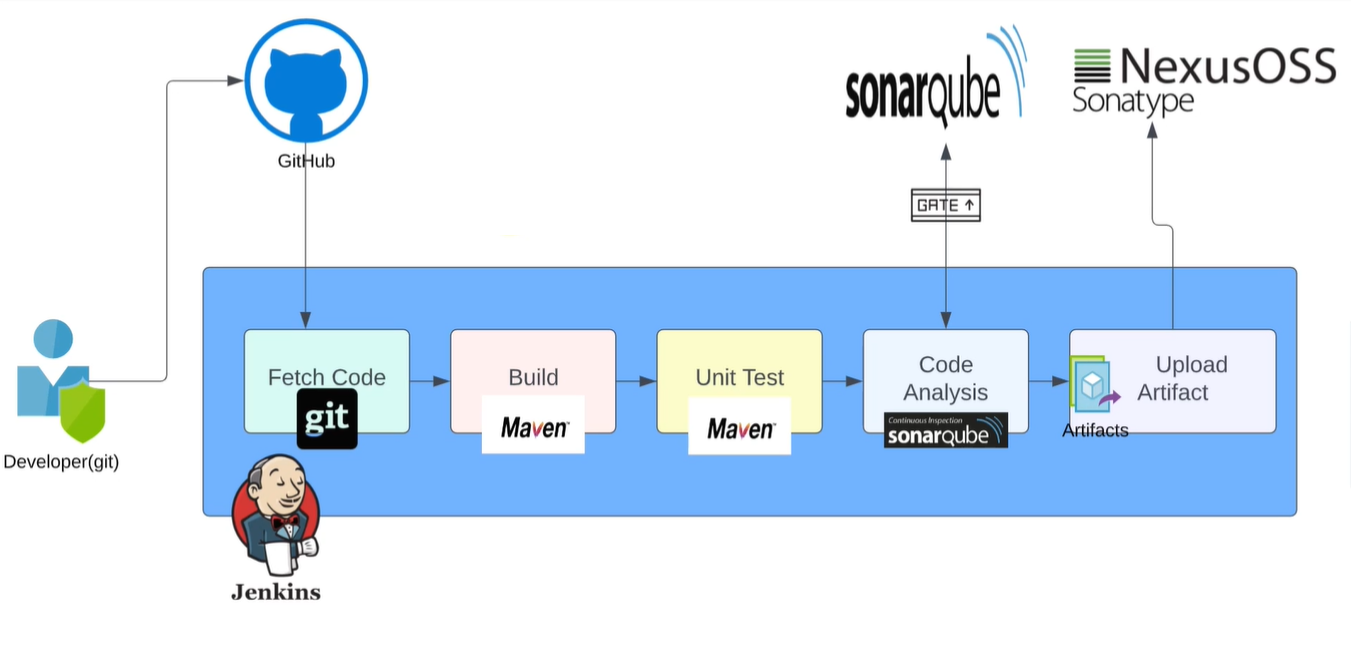 GitHub
sonarqube
NexusOSS
Sonatype
GATE ↑
Developer(git)
Fetch Code
git
Build
Maven
Unit Test
Maven
Code
Analysis
Continuous Inspection
sonarqube
Upload
Artifact
Artifacts
Jenkins